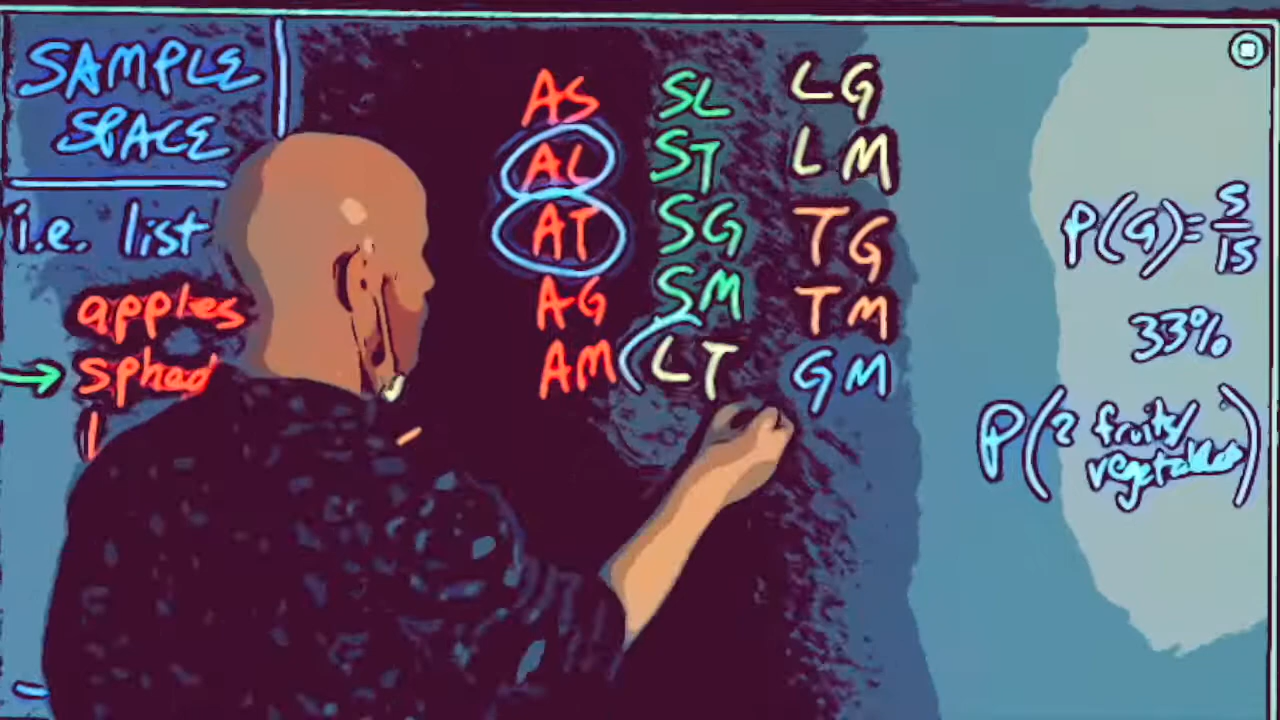 SAMPLE
SPACE
i.e. list
apples
AS
AL
AT
AG
AM
SL
ST
SG
SM
LT
LG
LM
TG
TM
GM
P(G)=5/15
33%
P(2 fruits/
vegetables)